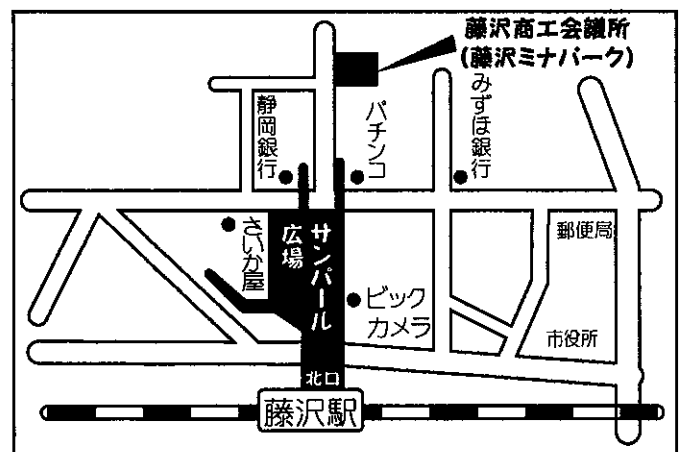 藤沢商工会議所
(藤沢ミナパーク)
静岡銀行
パチンコ
みずほ銀行
さいか屋
サンパール
広場
郵便局
ビック
カメラ
市役所
北口
藤沢駅